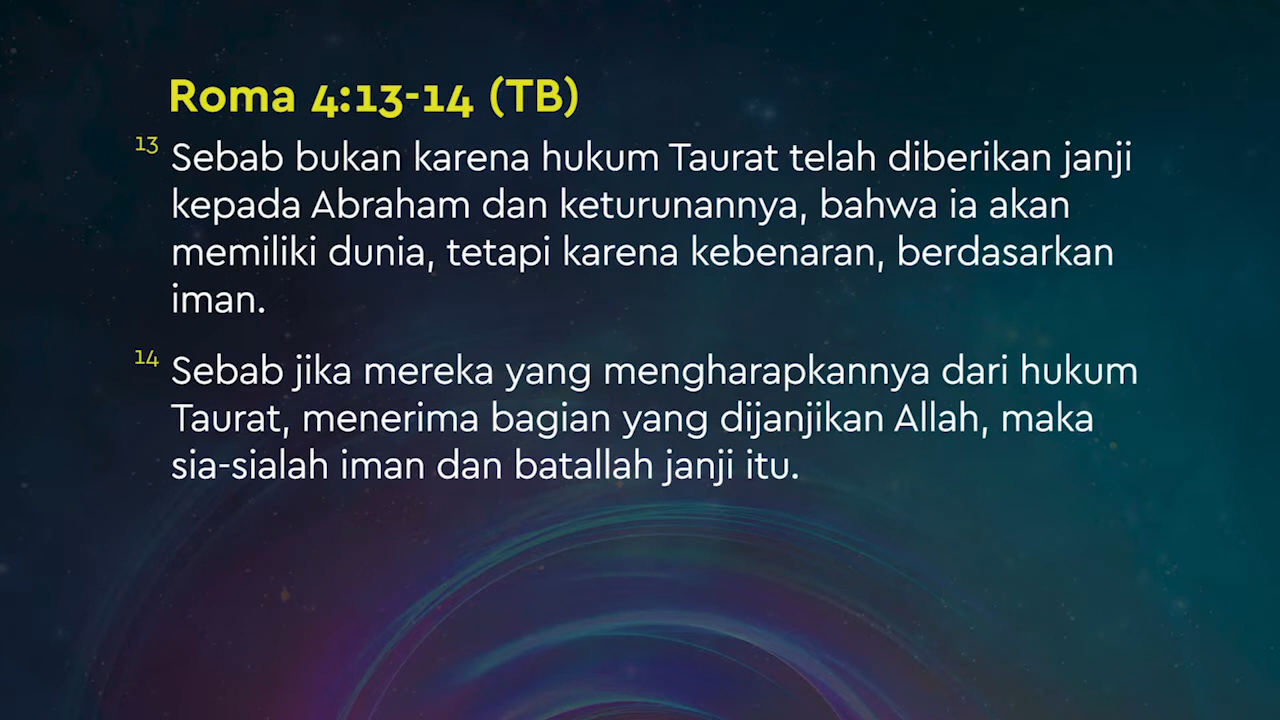 Roma 4:13-14 (TB)
13 Sebab bukan karena hukum Taurat telah diberikan janji
kepada Abraham dan keturunannya, bahwa ia akan
memiliki dunia, tetapi karena kebenaran, berdasarkan
iman.
14 Sebab jika mereka yang mengharapkannya dari hukum
Taurat, menerima bagian yang dijanjikan Allah, maka
sia-sialah iman dan batallah janji itu.